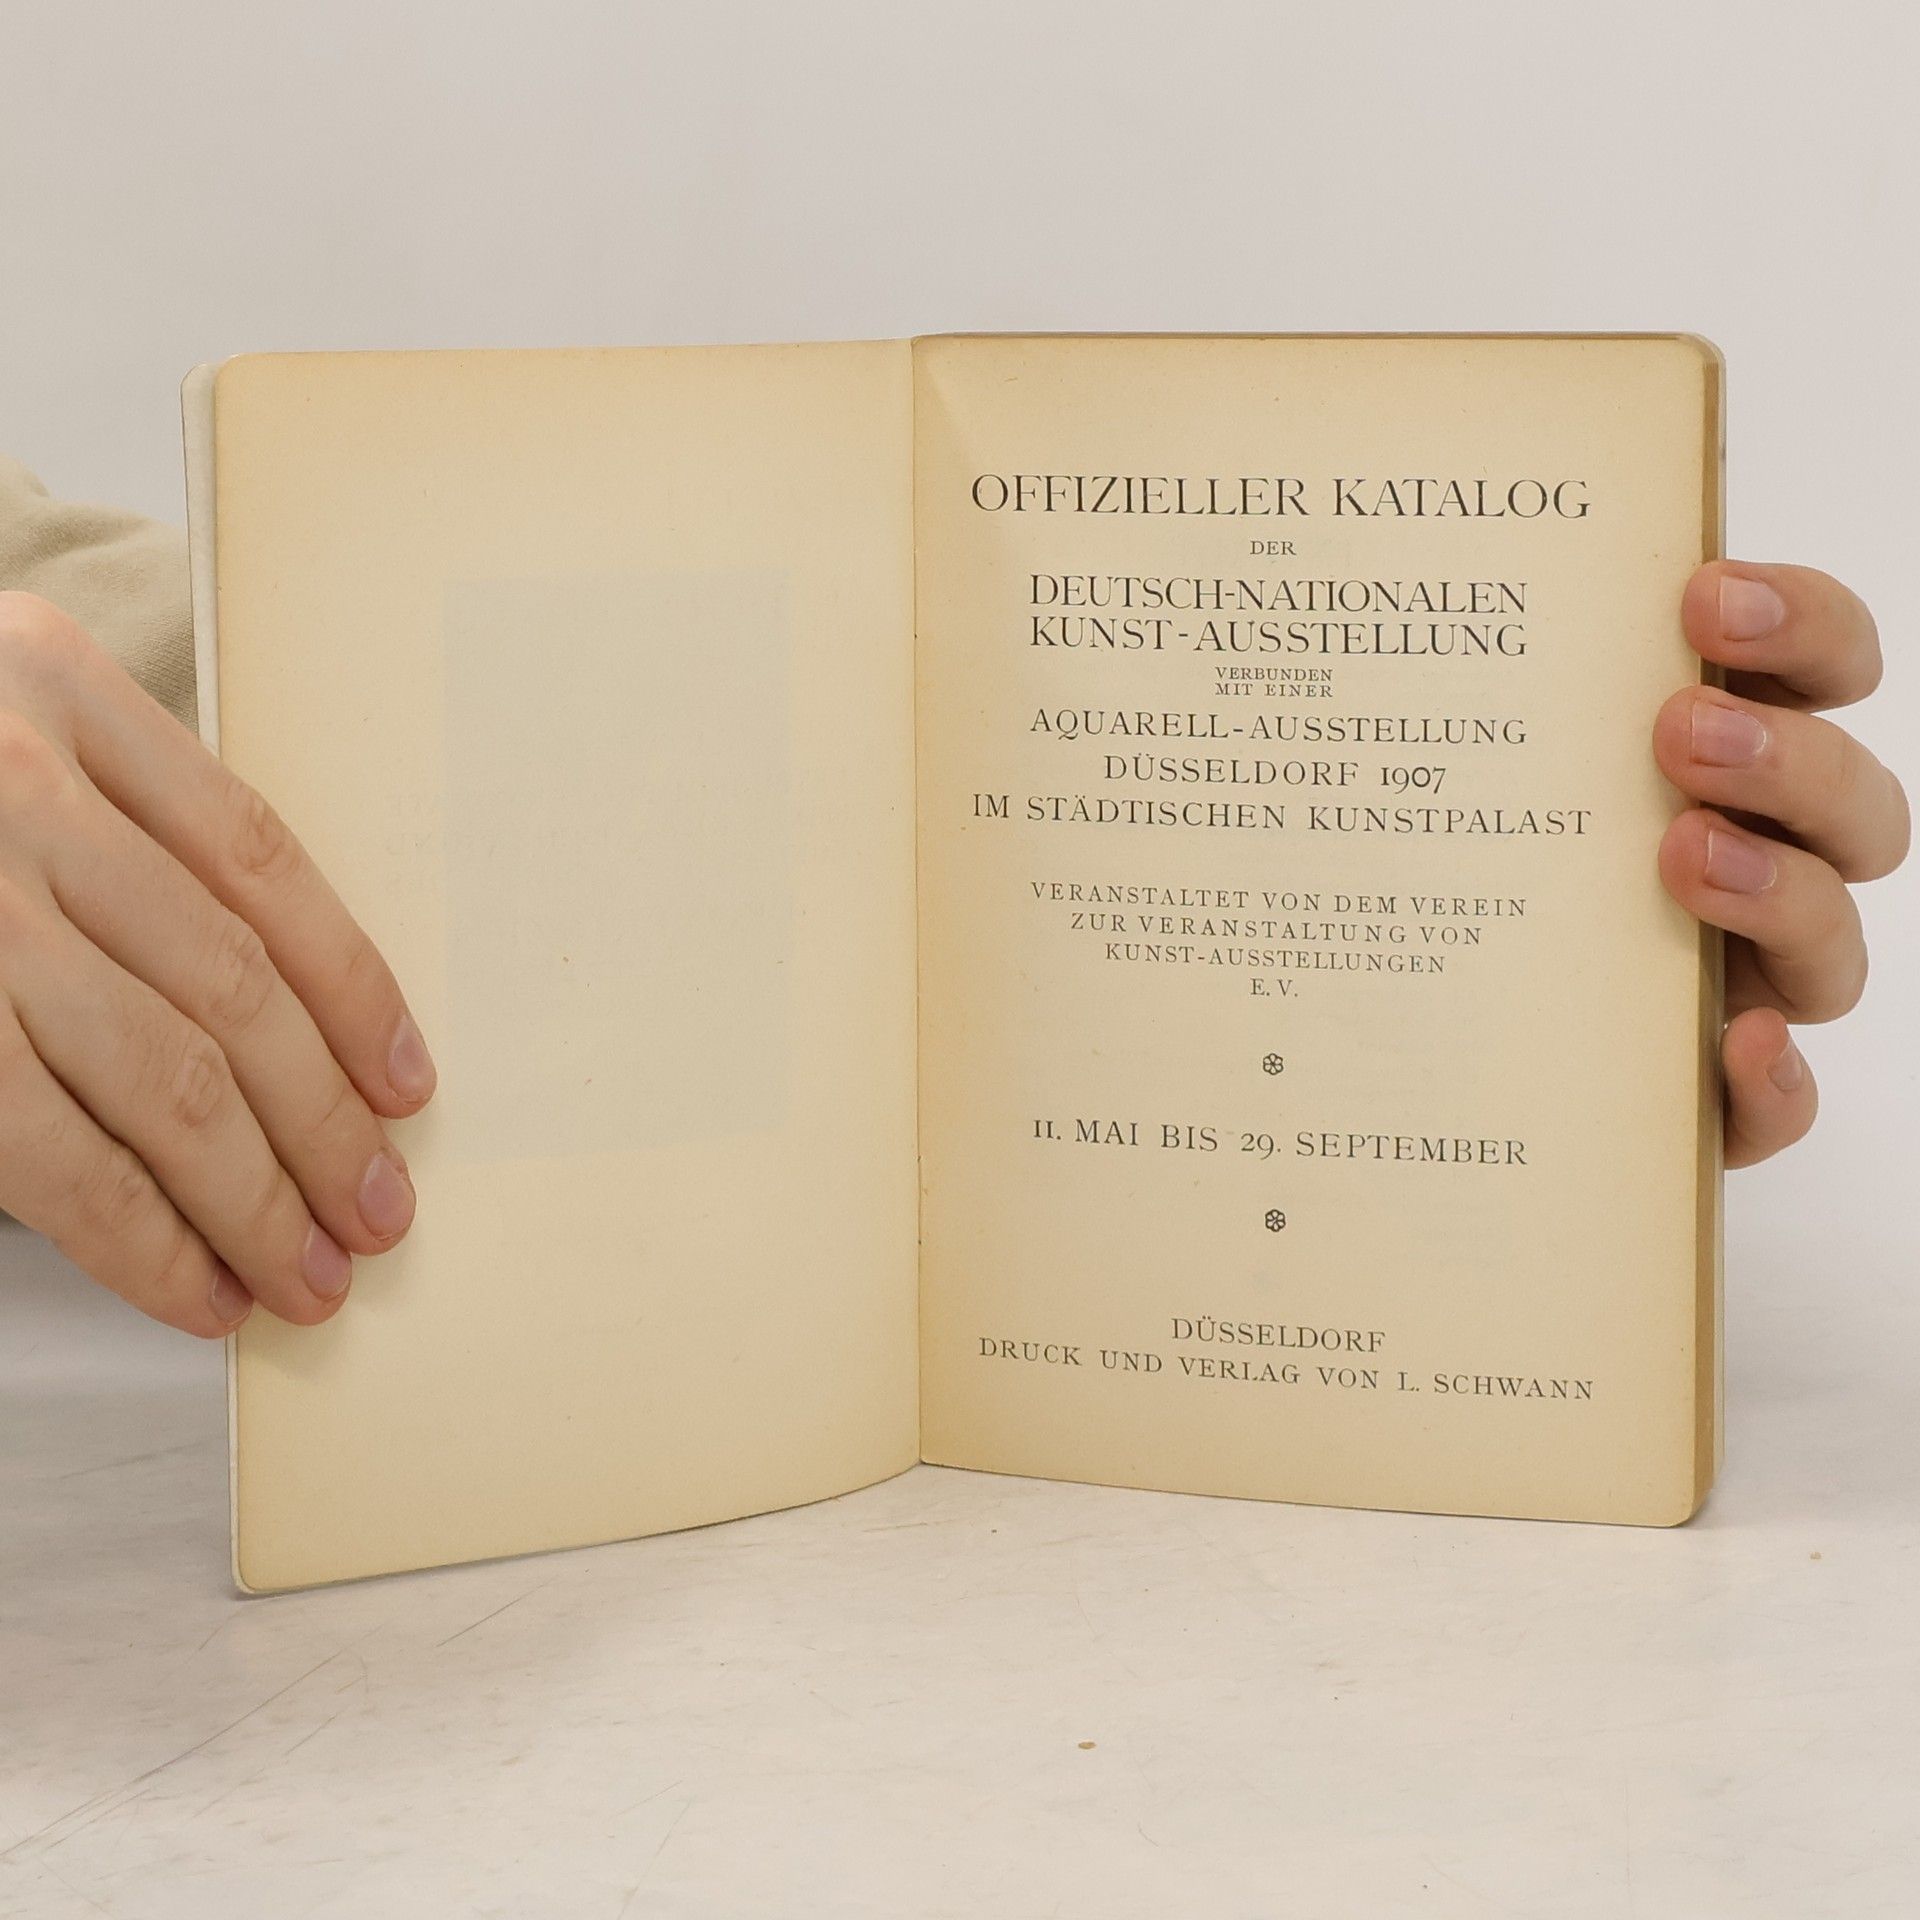 OFFIZIELLER KATALOG
DER
DEUTSCH-NATIONALEN
KUNST-AUSSTELLUNG
VERBUNDEN
MIT EINER
AQUARELL-AUSSTELLUNG
DÜSSELDORF 1907
IM STÄDTISCHEN KUNSTPALAST
VERANSTALTET VON DEM VEREIN
ZUR VERANSTALTUNG VON
KUNST-AUSSTELLUNGEN
E. V.
11. MAI BIS 29. SEPTEMBER
DÜSSELDORF
DRUCK UND VERLAG VON L. SCHWANN